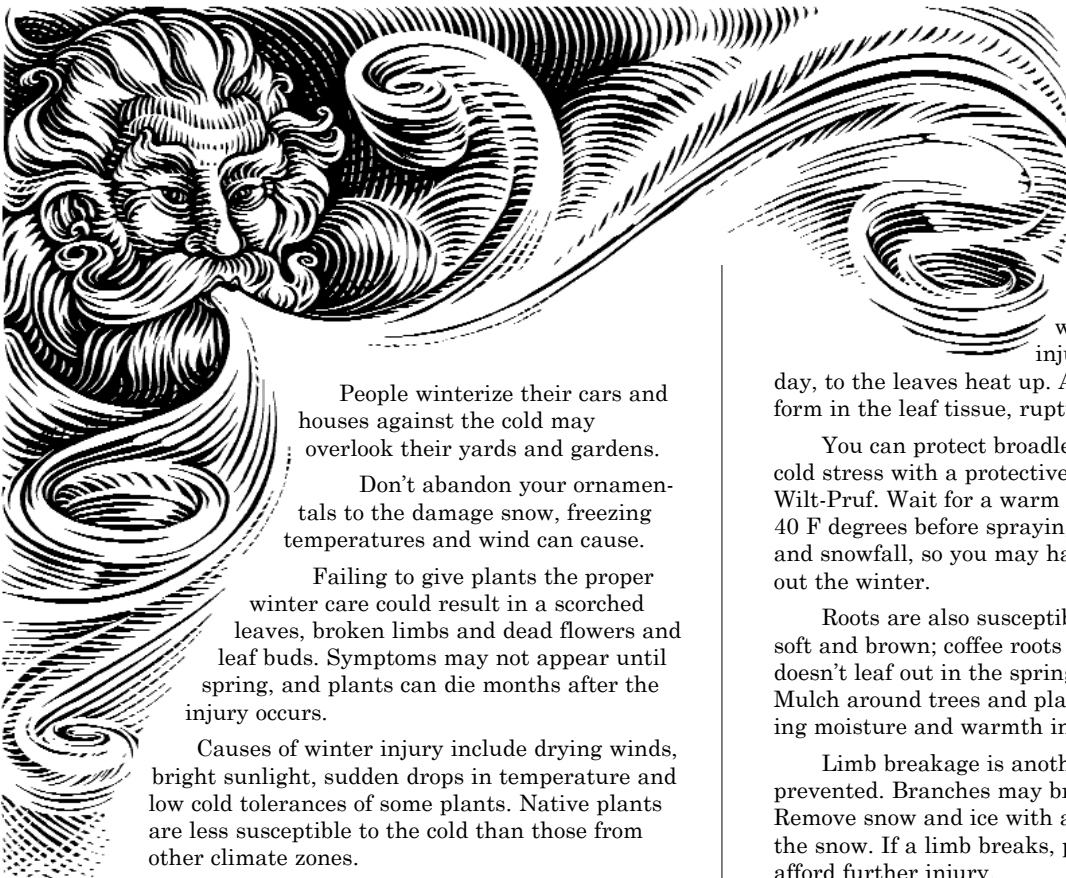 People winterize their cars and
houses against the cold may
overlook their yards and gardens.
Don't abandon your ornamen-
tals to the damage snow, freezing
temperatures and wind can cause.
Failing to give plants the proper
winter care could result in a scorched
leaves, broken limbs and dead flowers and
leaf buds. Symptoms may not appear until
spring, and plants can die months after the
injury occurs.
Causes of winter injury include drying winds,
bright sunlight, sudden drops in temperature and
low cold tolerances of some plants. Native plants
are less susceptible to the cold than those from
other climate zones.
day, to the leaves heat up.
form in the leaf tissue,
You can protect
cold stress with a protective
Wilt-Pruf. Wait for a warm
40 F degrees before
and snowfall, so you may
out the winter.
Roots are also
soft and brown; coffee roots
doesn't leaf out in the
Mulch around trees and
ing moisture and warmth
Limb breakage is
prevented. Branches may
Remove snow and ice with
the snow. If a limb breaks,
afford further injury